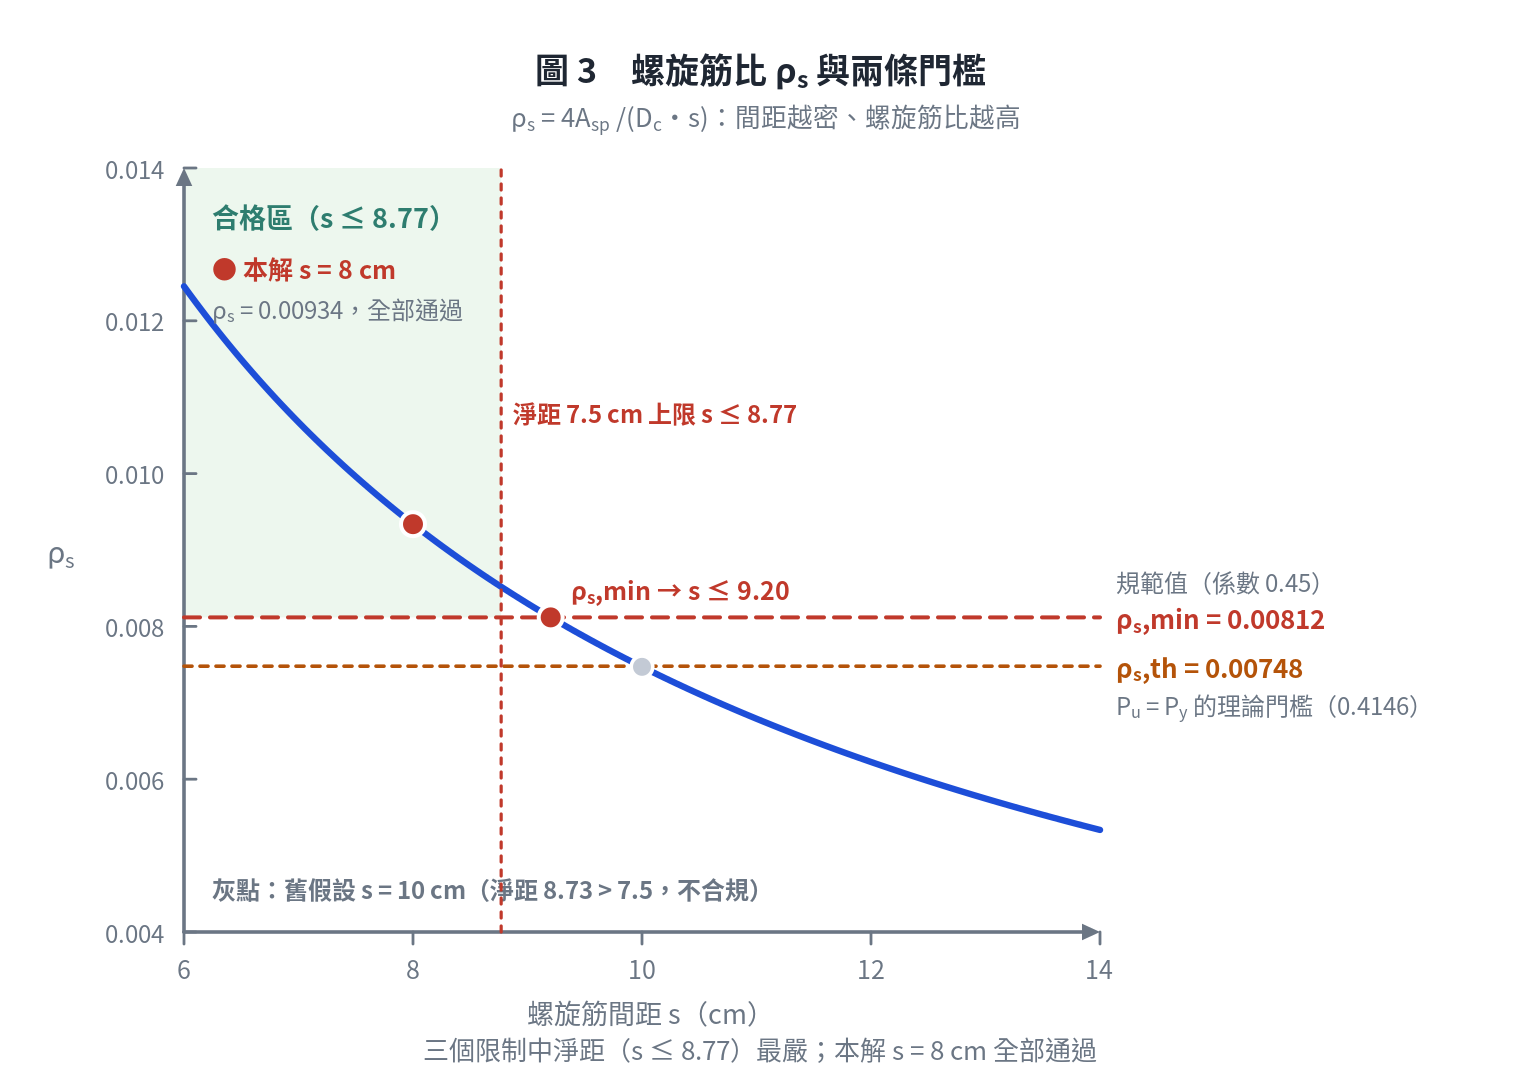 圖 3　螺旋筋比 ρs 與兩條門檻
ρs = 4Asp /(Dc・s)：間距越密、螺旋筋比越高
0.014
合格區（s ≤ 8.77）
本解 s = 8 cm
ρs = 0.00934，全部通過
0.012
淨距 7.5 cm 上限 s ≤ 8.77
0.010
ρs
規範值（係數 0.45）
ρs,min → s ≤ 9.20
ρs,min = 0.00812
0.008
ρs,th = 0.00748
Pu = Py 的理論門檻（0.4146）
0.006
灰點：舊假設 s = 10 cm（淨距 8.73 > 7.5，不合規）
0.004
6 8 10 12 14
螺旋筋間距 s（cm）
三個限制中淨距（s ≤ 8.77）最嚴；本解 s = 8 cm 全部通過